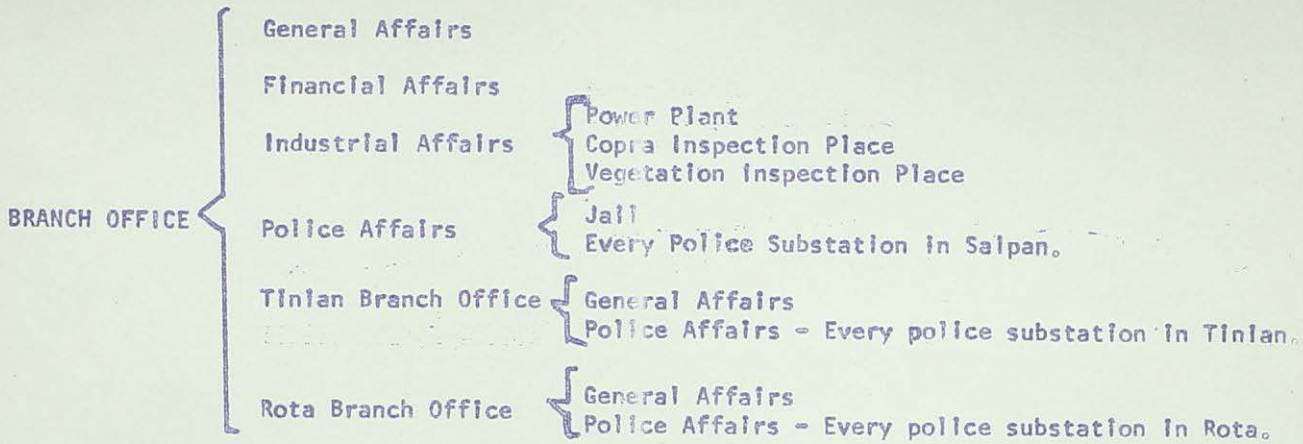 General Affairs
Financial Affairs
Industrial Affairs
Power Plant
Copra Inspection Place
Vegetation Inspection Place
BRANCH OFFICE
Police Affairs
Jail
Every Police Substation in Saipan.
Tinian Branch Office
General Affairs
Police Affairs - Every police substation in Tinian.
Rota Branch Office
General Affairs
Police Affairs - Every police substation in Rota.